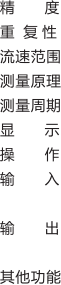 精 度
重 复 性
流速范围
测量原理
测量周期
显 示
操 作
输 入
输 出
其他功能